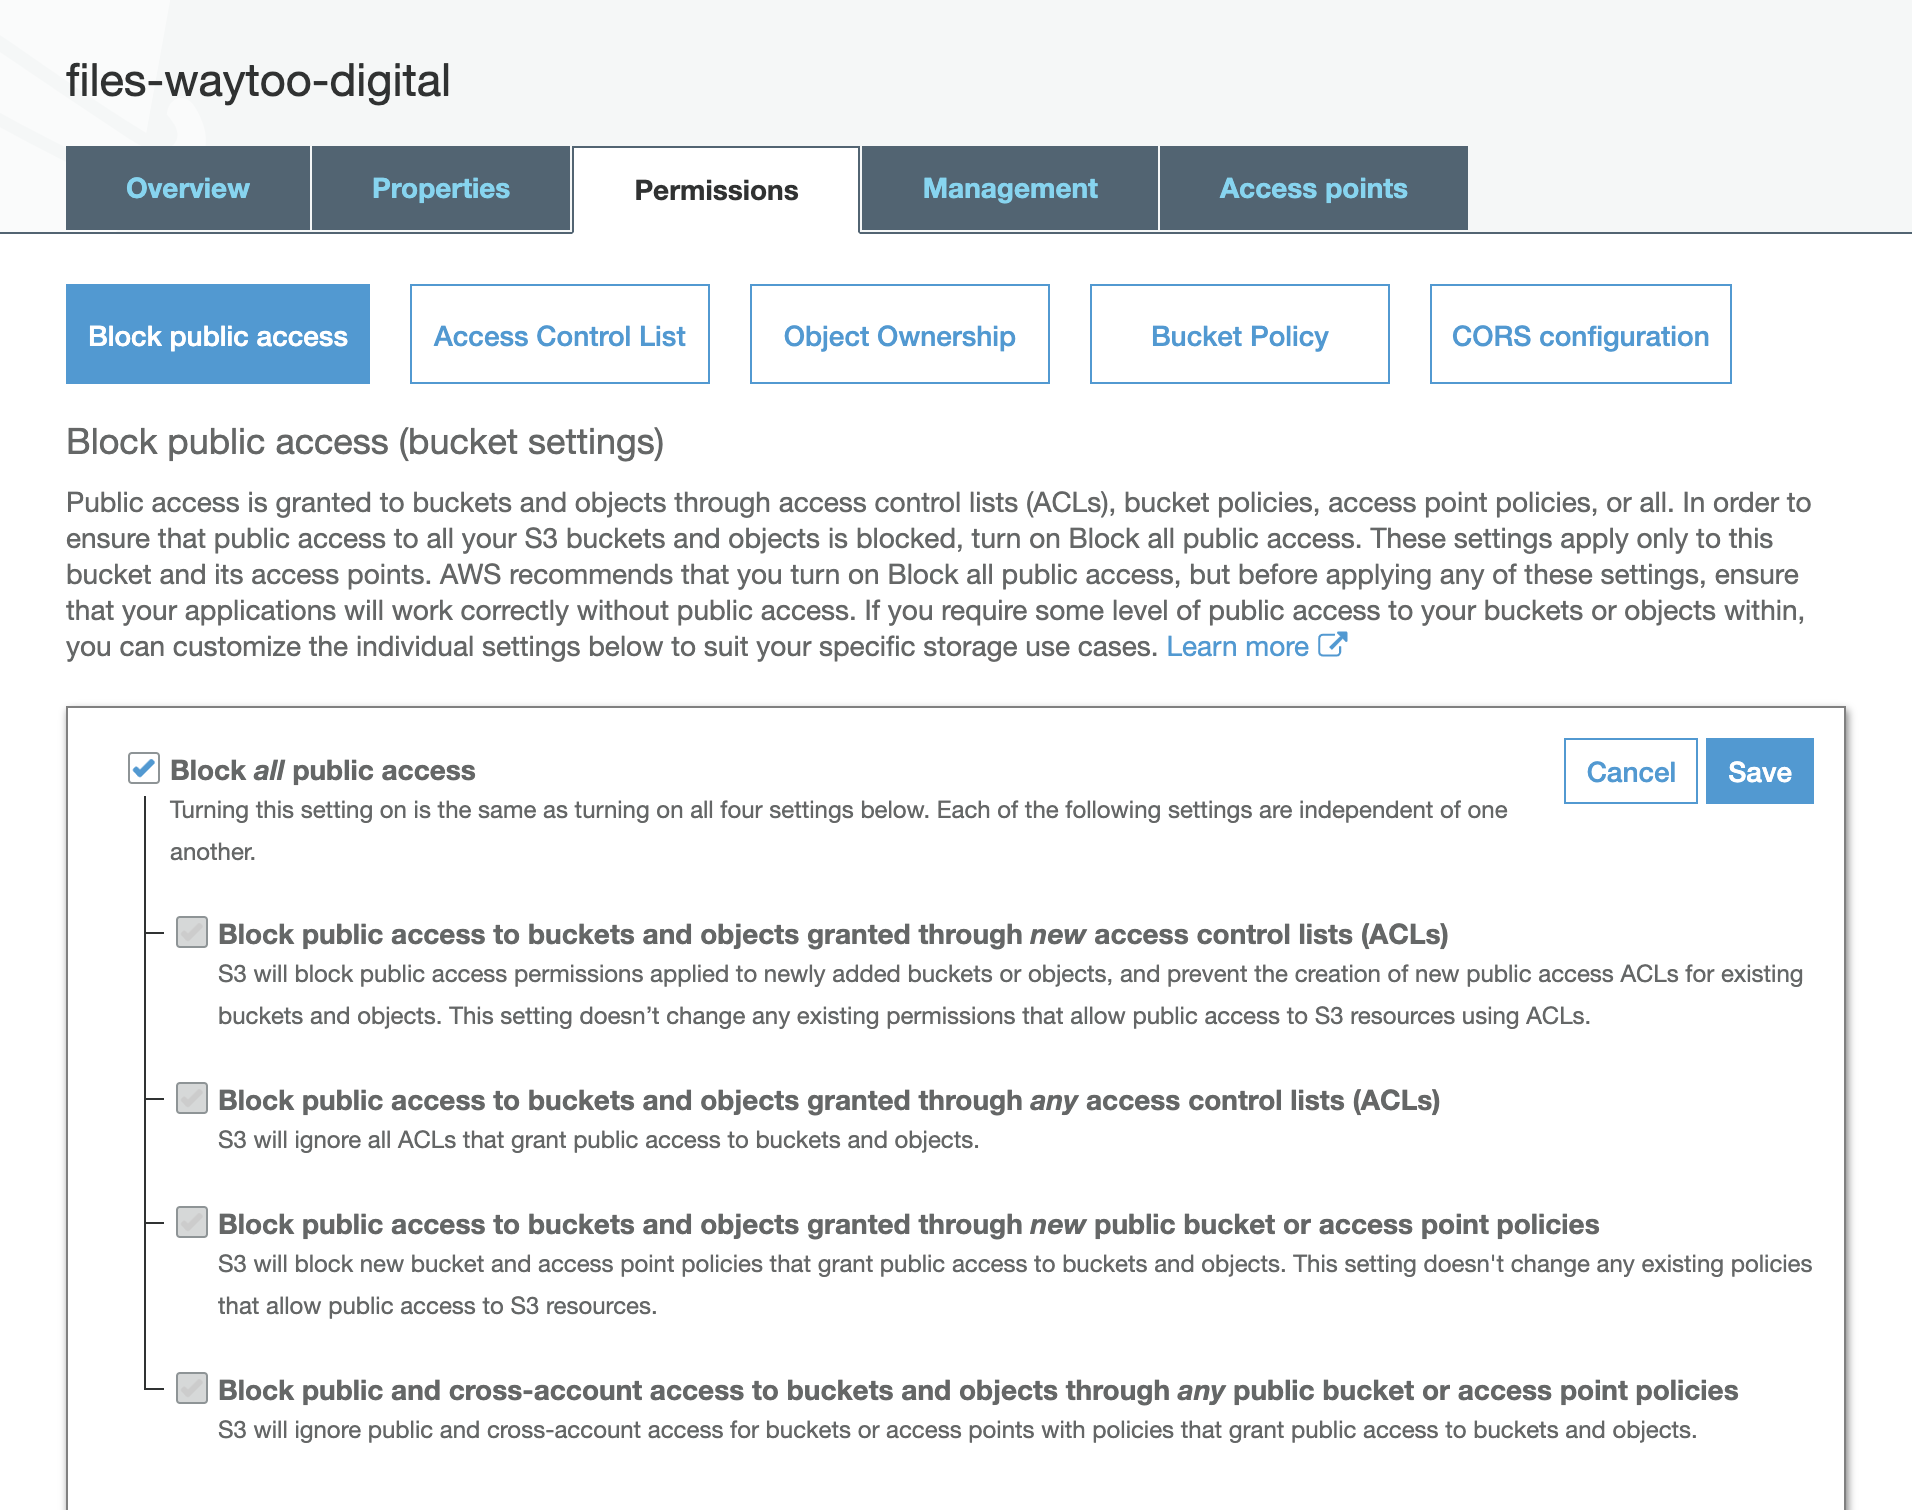 files-waytoo-digital
Overview
Properties
Permissions
Management
Access points
Block public access
Access Control List
Object Ownership
Bucket Policy
CORS configuration
Block public access (bucket settings)
Public access is granted to buckets and objects through access control lists (ACLs), bucket policies, access point policies, or all. In order to
ensure that public access to all your S3 buckets and objects is blocked, turn on Block all public access. These settings apply only to this
bucket and its access points. AWS recommends that you turn on Block all public access, but before applying any of these settings, ensure
that your applications will work correctly without public access. If you require some level of public access to your buckets or objects within,
you can customize the individual settings below to suit your specific storage use cases. Learn more
Block all public access
Cancel
Save
Turning this setting on is the same as turning on all four settings below. Each of the following settings are independent of one
another.
Block public access to buckets and objects granted through new access control lists (ACLs)
S3 will block public access permissions applied to newly added buckets or objects, and prevent the creation of new public access ACLs for existing
buckets and objects. This setting doesn’t change any existing permissions that allow public access to S3 resources using ACLs.
Block public access to buckets and objects granted through any access control lists (ACLs)
S3 will ignore all ACLs that grant public access to buckets and objects.
Block public access to buckets and objects granted through new public bucket or access point policies
S3 will block new bucket and access point policies that grant public access to buckets and objects. This setting doesn't change any existing policies
that allow public access to S3 resources.
Block public and cross-account access to buckets and objects through any public bucket or access point policies
S3 will ignore public and cross-account access for buckets or access points with policies that grant public access to buckets and objects.